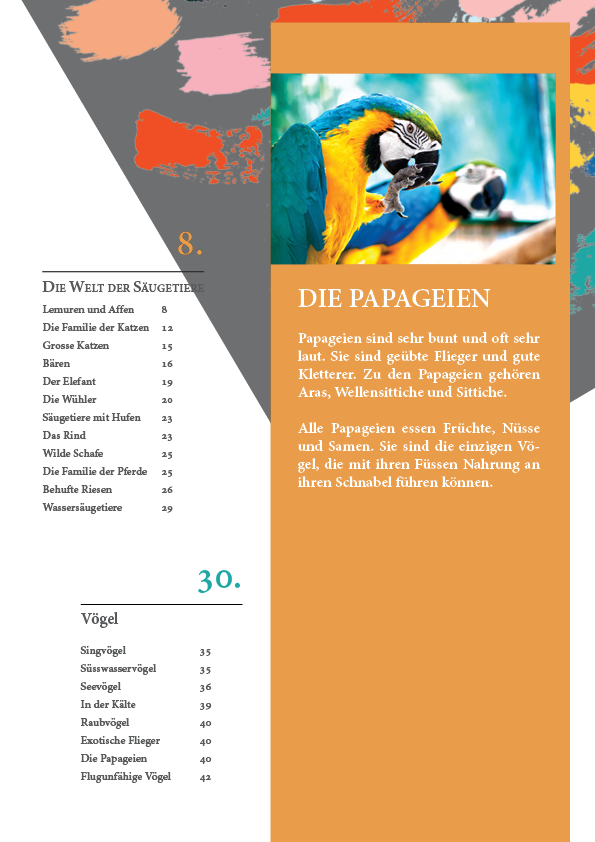 8.
DIE WELT DER SÄUGETIERE
Lemuren und Affen 8
Die Familie der Katzen 12
Grosse Katzen 15
Bären 16
Der Elefant 19
Die Wühler 20
Säugetiere mit Hufen 23
Das Rind 23
Wilde Schafe 25
Die Familie der Pferde 25
Behufte Riesen 26
Wassersäugetiere 29
30.
Vögel
Singvögel 35
Süsswasservögel 35
Seevögel 36
In der Kälte 39
Raubvögel 40
Exotische Flieger 40
Die Papageien 40
Flugunfähige Vögel 42
DIE PAPAGEIEN
Papageien sind sehr bunt und oft sehr
laut. Sie sind geübte Flieger und gute
Kletterer. Zu den Papageien gehören
Aras, Wellensittiche und Sittiche.
Alle Papageien essen Früchte, Nüsse
und Samen. Sie sind die einzigen Vö-
gel, die mit ihren Füssen Nahrung an
ihren Schnabel führen können.